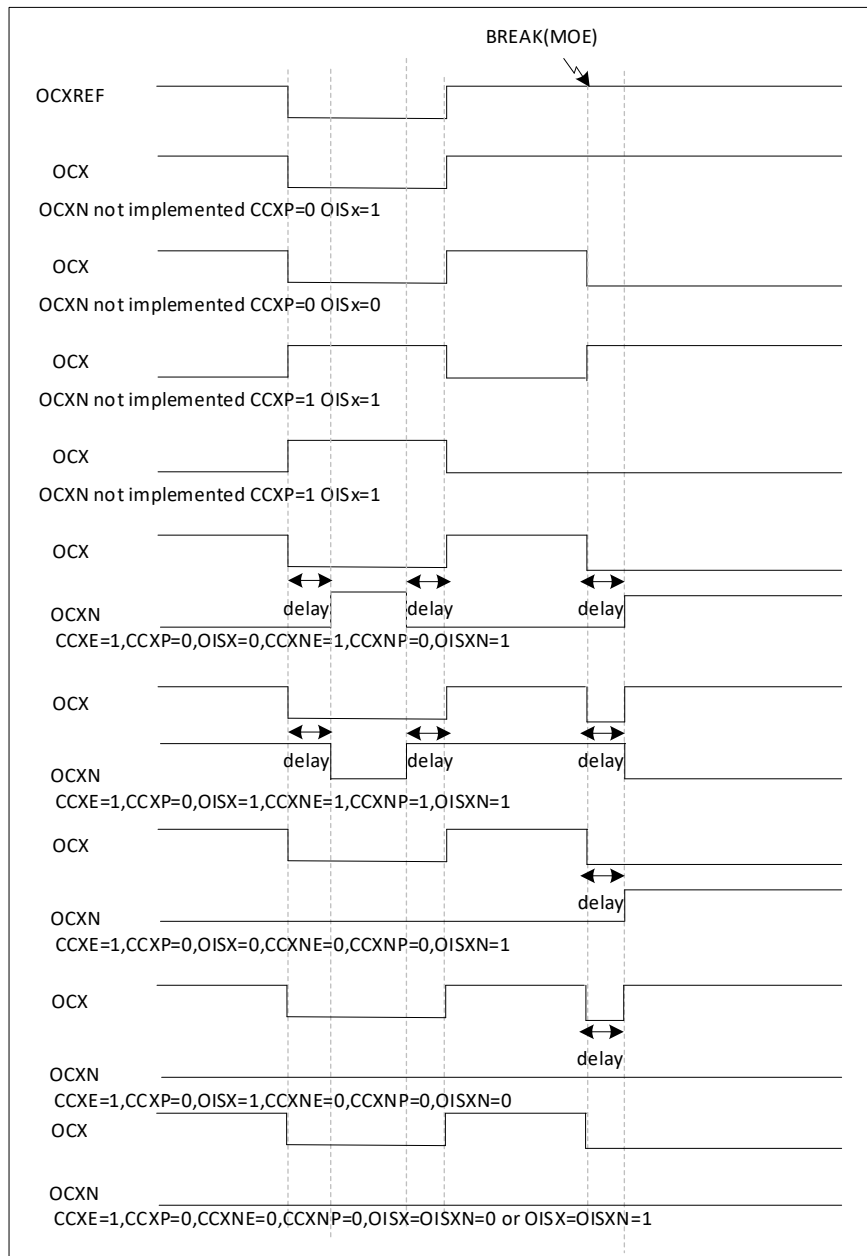 BREAK(MOE)
OCXREF
OCX
OCXN not implemented CCXP=0 OISx=1
OCX
OCXN not implemented CCXP=0 OISx=0
OCX
OCXN not implemented CCXP=1 OISx=1
OCX
OCXN not implemented CCXP=1 OISx=1
OCX
delay delay delay
OCXN
CCXE=1,CCXP=0,OISX=0,CCXNE=1,CCXNP=0,OISXN=1
OCX
delay delay delay
OCXN
CCXE=1,CCXP=0,OISX=1,CCXNE=1,CCXNP=1,OISXN=1
OCX
delay
OCXN
CCXE=1,CCXP=0,OISX=0,CCXNE=0,CCXNP=0,OISXN=1
OCX
delay
OCXN
CCXE=1,CCXP=0,OISX=1,CCXNE=0,CCXNP=0,OISXN=0
OCX
OCXN
CCXE=1,CCXP=0,CCXNE=0,CCXNP=0,OISX=OISXN=0 or OISX=OISXN=1